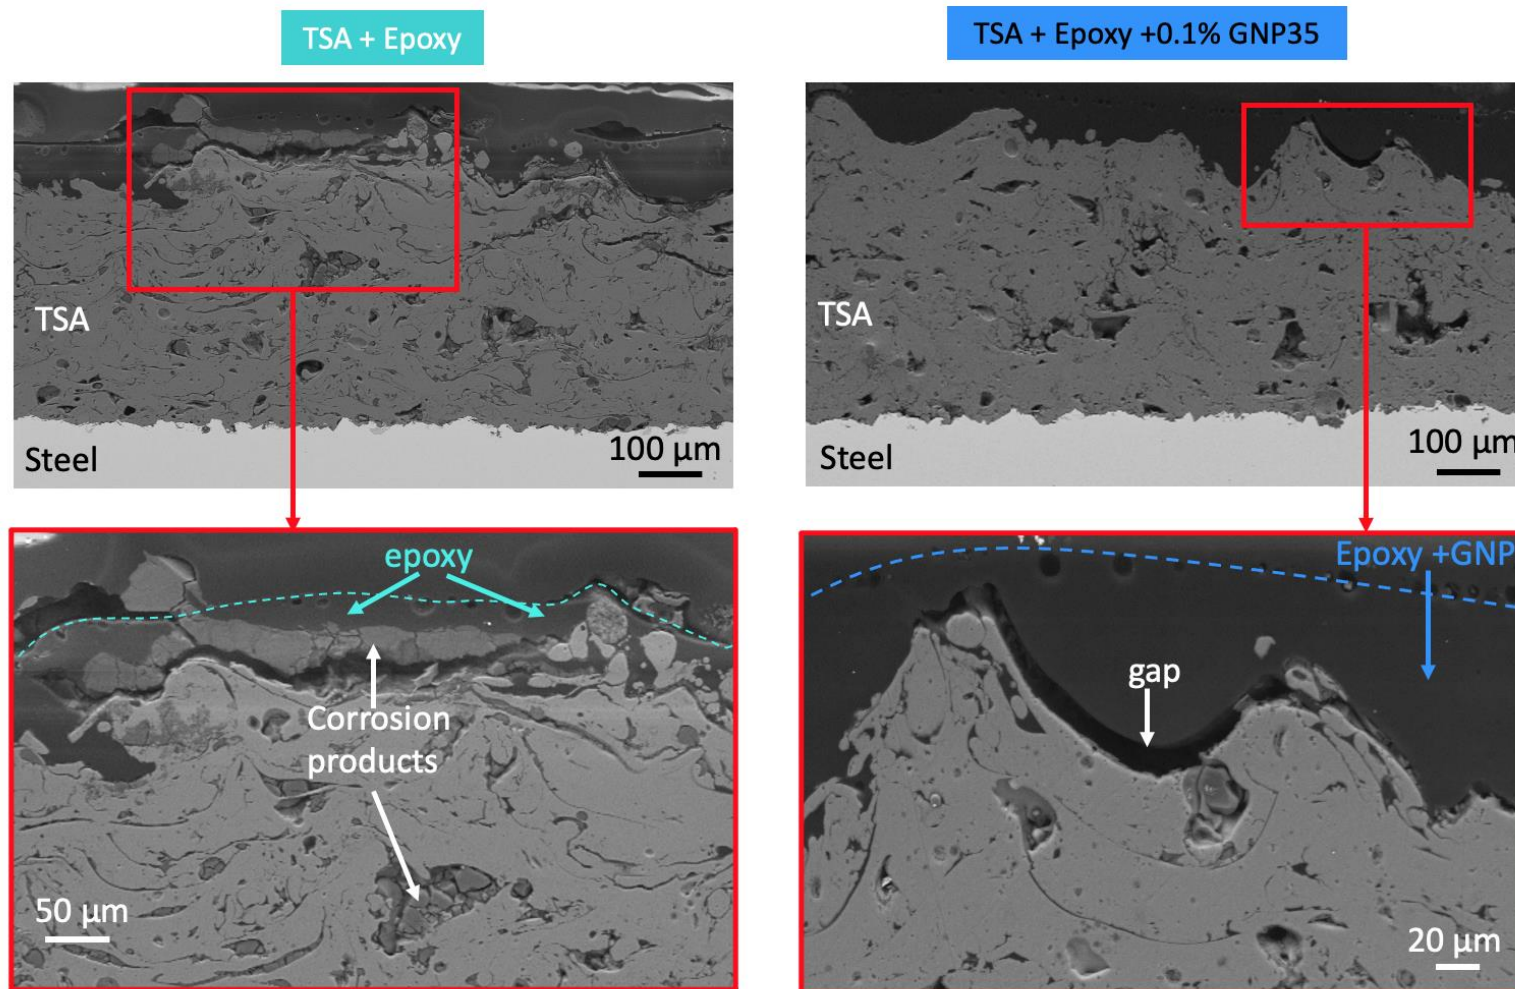 TSA + Epoxy
TSA + Epoxy +0.1% GNP35
TSA
Steel
100 µm
TSA
Steel
100 µm
epoxy
Corrosion
products
50 µm
Epoxy +GNP
gap
20 µm